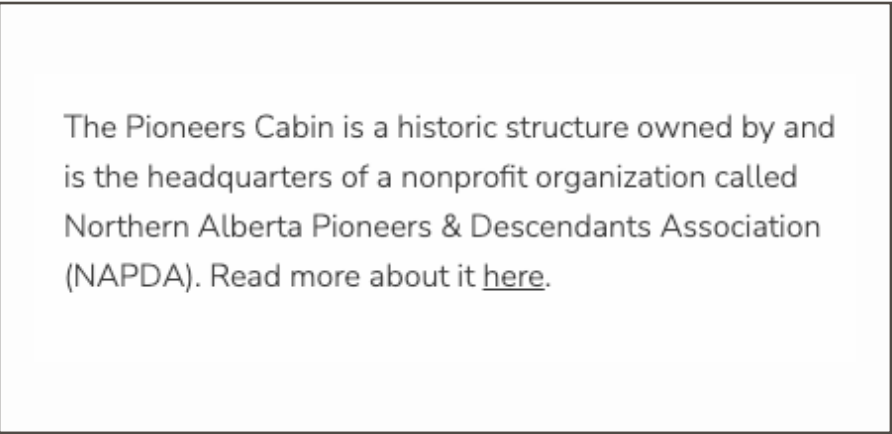 The Pioneers Cabin is a historic structure owned by and
is the headquarters of a nonprofit organization called
Northern Alberta Pioneers & Descendants Association
(NAPDA). Read more about it here.